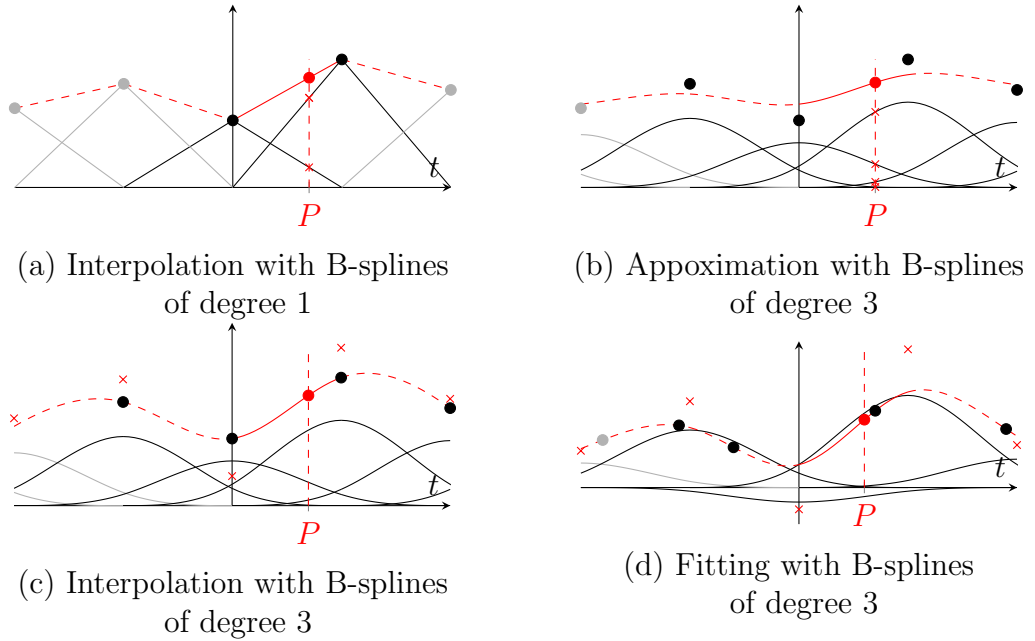 t
P
(a) Interpolation with B-splines
of degree 1
t
P
(b) Appoximation with B-splines
of degree 3
t
P
(c) Interpolation with B-splines
of degree 3
t
P
(d) Fitting with B-splines
of degree 3